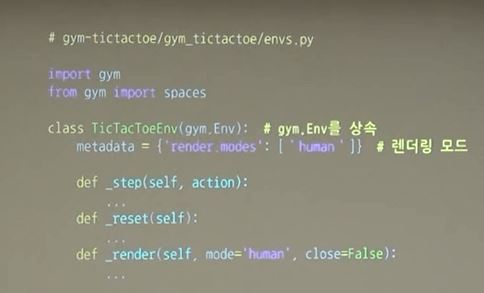 # gym-tictactoe/gym_tictactoe/envs.py
import gym
from gym import spaces
class TicTacToeEnv(gym.Env): # gym.Env를 상속
metadata = {'render.modes': ['human']} # 렌더링 모드
def _step(self, action):
...
def _reset(self):
...
def _render(self, mode='human', close=False):
...